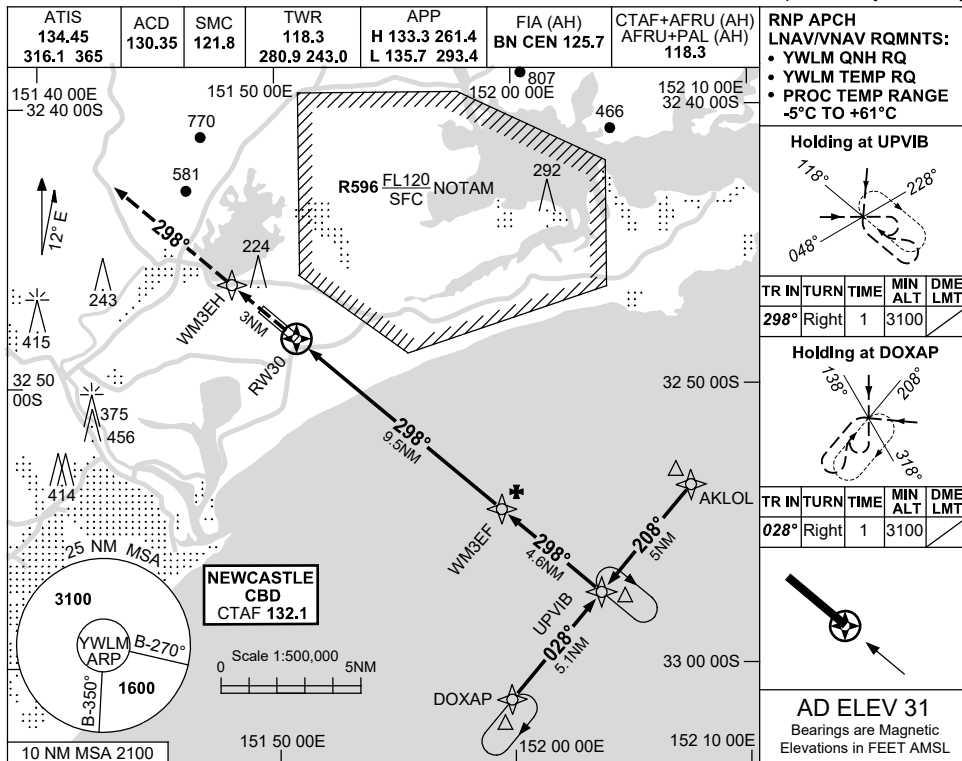 ATIS
134.45
316.1 365
ACD
130.35
SMC
121.8
TWR
118.3
280.9 243.0
APP
H 133.3 261.4
L 135.7 293.4
FIA (AH)
BN CEN 125.7
CTAF+AFRU (AH)
AFRU+PAL (AH)
118.3
RNP APCH
LNAV/VNAV RQMNTS:
• YWLM QNH RQ
• YWLM TEMP RQ
• PROC TEMP RANGE
-5°C TO +61°C
151 40 00E
32 40 00S
151 50 00E
152 00 00E
152 10 00E
32 40 00S
807
466
770
581
R596 FL120 NOTAM
SFC
292
12° E
298°
224
243
WM3EH
3NM
415
RW30
32 50
00S
32 50 00S
375
456
414
298°
9.5NM
AKLOL
WM3EF
298°
4.6NM
208°
5NM
UPVIB
028°
5.1NM
DOXAP
25 NM MSA
3100
YWLM
ARP
B-270°
B-350°
1600
10 NM MSA 2100
NEWCASTLE
CBD
CTAF 132.1
Scale 1:500,000
0 5NM
33 00 00S
151 50 00E
152 00 00E
152 10 00E
Holding at UPVIB
118°
228°
048°
TR IN TURN TIME MIN ALT DME LMT
298° Right 1 3100
Holding at DOXAP
138°
208°
318°
TR IN TURN TIME MIN ALT DME LMT
028° Right 1 3100
AD ELEV 31
Bearings are Magnetic
Elevations in FEET AMSL